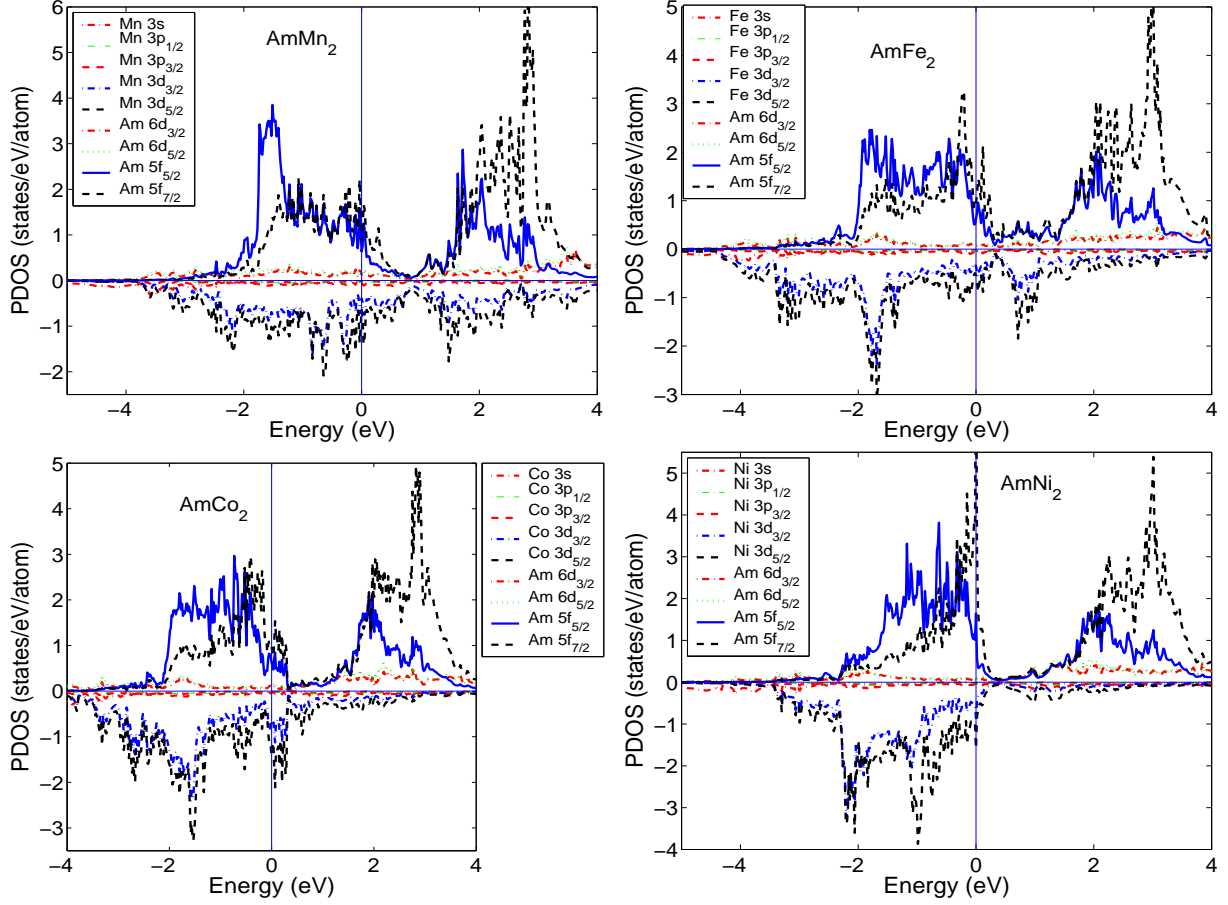 AmMn2
Mn 3s
Mn 3p1/2
Mn 3p3/2
Mn 3d3/2
Mn 3d5/2
Am 6d3/2
Am 6d5/2
Am 5f5/2
Am 5f7/2
PDOS (states/eV/atom)
6
5
4
3
2
1
0
−1
−2
−4
−2
0
2
4
Energy (eV)
AmFe2
Fe 3s
Fe 3p1/2
Fe 3p3/2
Fe 3d3/2
Fe 3d5/2
Am 6d3/2
Am 6d5/2
Am 5f5/2
Am 5f7/2
PDOS (states/eV/atom)
5
4
3
2
1
0
−1
−2
−3
−4
−2
0
2
4
Energy (eV)
AmCo2
Co 3s
Co 3p1/2
Co 3p3/2
Co 3d3/2
Co 3d5/2
Am 6d3/2
Am 6d5/2
Am 5f5/2
Am 5f7/2
PDOS (states/eV/atom)
5
4
3
2
1
0
−1
−2
−3
−4
−2
0
2
4
Energy (eV)
AmNi2
Ni 3s
Ni 3p1/2
Ni 3p3/2
Ni 3d3/2
Ni 3d5/2
Am 6d3/2
Am 6d5/2
Am 5f5/2
Am 5f7/2
PDOS (states/eV/atom)
5
4
3
2
1
0
−1
−2
−3
−4
−4
−2
0
2
4
Energy (eV)